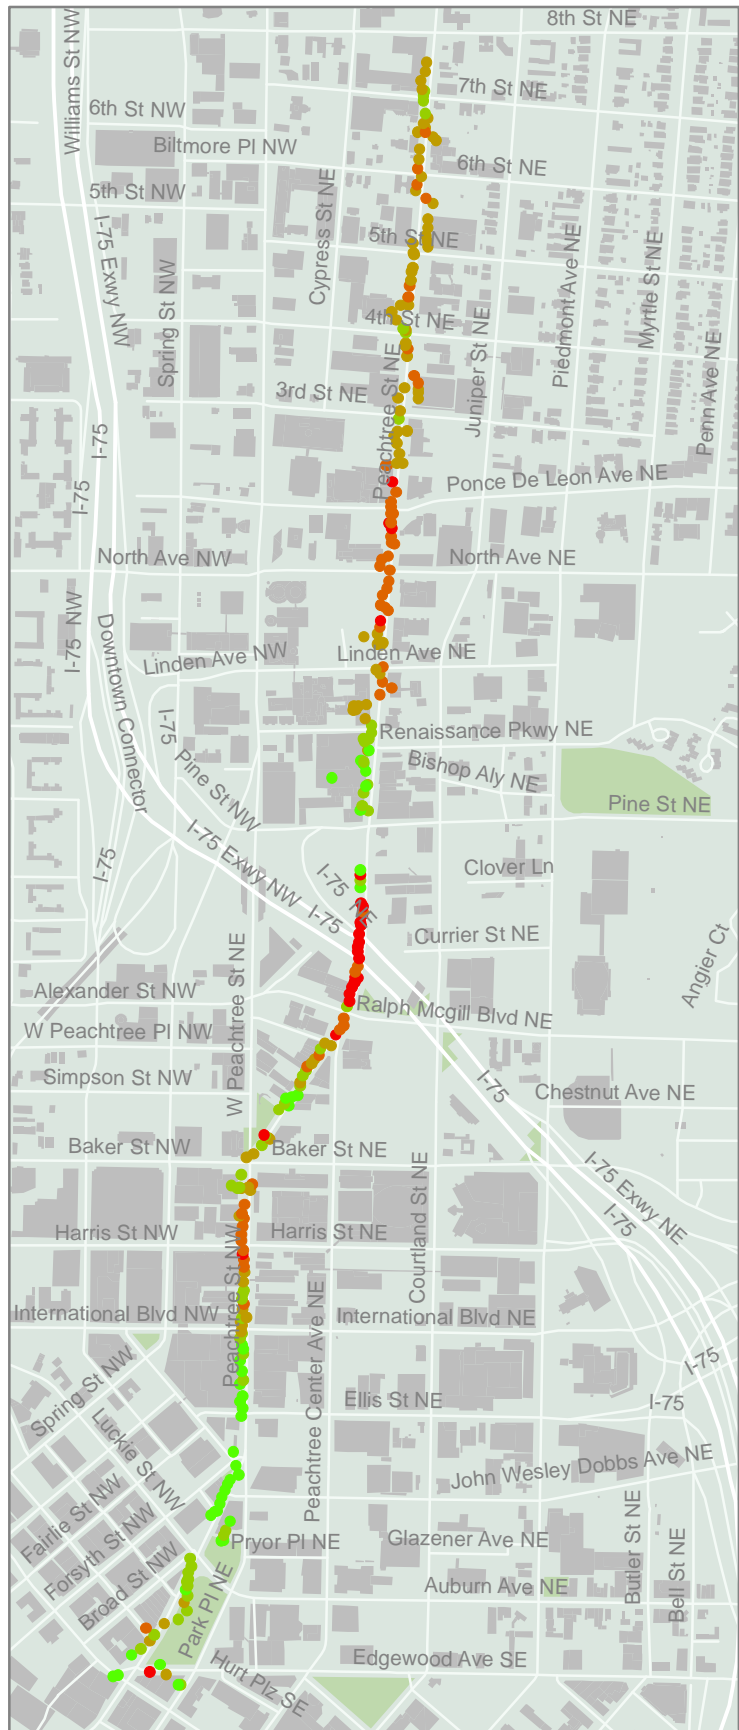 8th St NE
Williams St NW
7th St NE
6th St NW
Biltmore Pl NW
6th St NE
5th St NW
Cypress St NE
I-75 Exwy NW
5th St NE
Piedmont Ave NE
Myrtle St NE
4th St NE
Spring St NW
Juniper St NE
Penn Ave NE
Peachtree St NE
3rd St NE
I-75
I-75
Ponce De Leon Ave NE
North Ave NW
North Ave NE
I-75 NW
Linden Ave NW
Linden Ave NE
Downtown Connector
I-75
Renaissance Pkwy NE
Pine St NW
Bishop Aly NE
Pine St NE
I-75
I-75 Exwy NW
I-75 NE
I-75
Clover Ln
Currier St NE
Angier Ct
Alexander St NW
W Peachtree St NE
Ralph Mcgill Blvd NE
W Peachtree Pl NW
Simpson St NW
I-75
Chestnut Ave NE
Baker St NW
Baker St NE
I-75 Exwy NE
I-75
Courtland St NE
Harris St NW
Harris St NE
Peachtree St NW
International Blvd NW
International Blvd NE
Peachtree Center Ave NE
I-75
Spring St NW
Ellis St NE
I-75
Luckie St NW
John Wesley Dobbs Ave NE
Fairlie St NW
Forsyth St NW
Pryor Pl NE
Glazener Ave NE
Butler St NE
Bell St NE
Broad St NW
Park Pl NE
Auburn Ave NE
Edgewood Ave SE
Hurt Plz SE